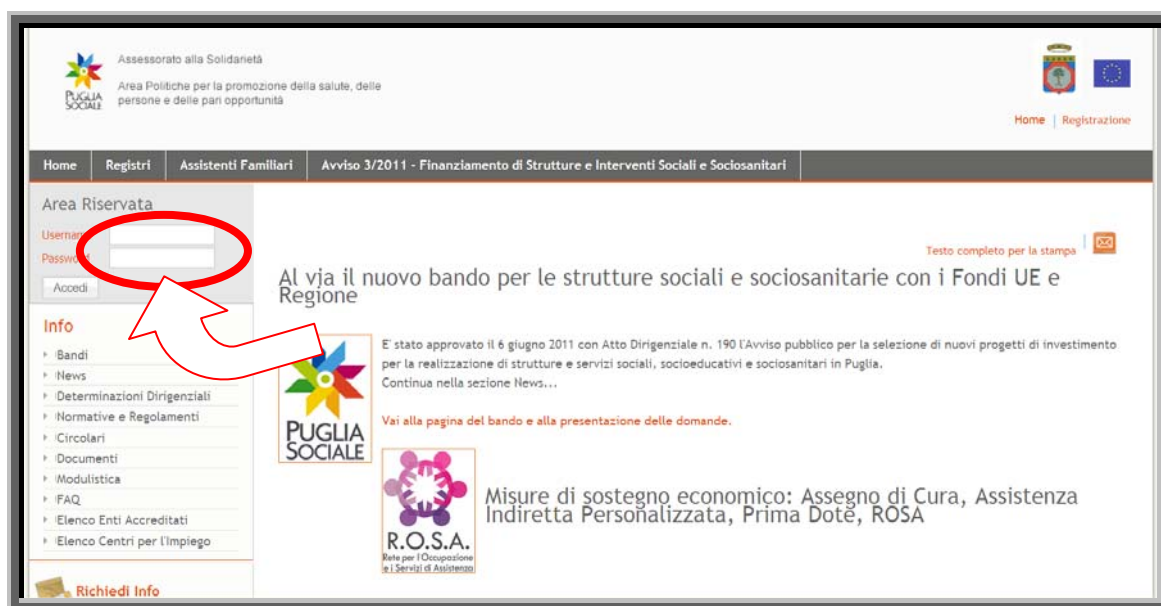 Assessorato alla Solidarietà
Area Politiche per la promozione della salute, delle
persone e delle pari opportunità
PUGLIA
SOCIALE
Home | Registrazione
Home Registri Assistenti Familiari Avviso 3/2011 - Finanziamento di Strutture e Interventi Sociali e Sociosanitari
Area Riservata
Username
Password
Accedi
Testo completo per la stampa
Al via il nuovo bando per le strutture sociali e sociosanitarie con i Fondi UE e
Regione
Info
Bandi
News
Determinazioni Dirigenziali
Normative e Regolamenti
Circolari
Documenti
Modulistica
FAQ
Elenco Enti Accreditati
Elenco Centri per l'Impiego
Richiedi Info
PUGLIA
SOCIALE
E' stato approvato il 6 giugno 2011 con Atto Dirigenziale n. 190 l'Avviso pubblico per la selezione di nuovi progetti di investimento
per la realizzazione di strutture e servizi sociali, socioeducativi e sociosanitari in Puglia.
Continua nella sezione News...
Vai alla pagina del bando e alla presentazione delle domande.
R.O.S.A.
Rete per l'Occupazione
e i Servizi di Assistenza
Misure di sostegno economico: Assegno di Cura, Assistenza
Indiretta Personalizzata, Prima Dote, ROSA